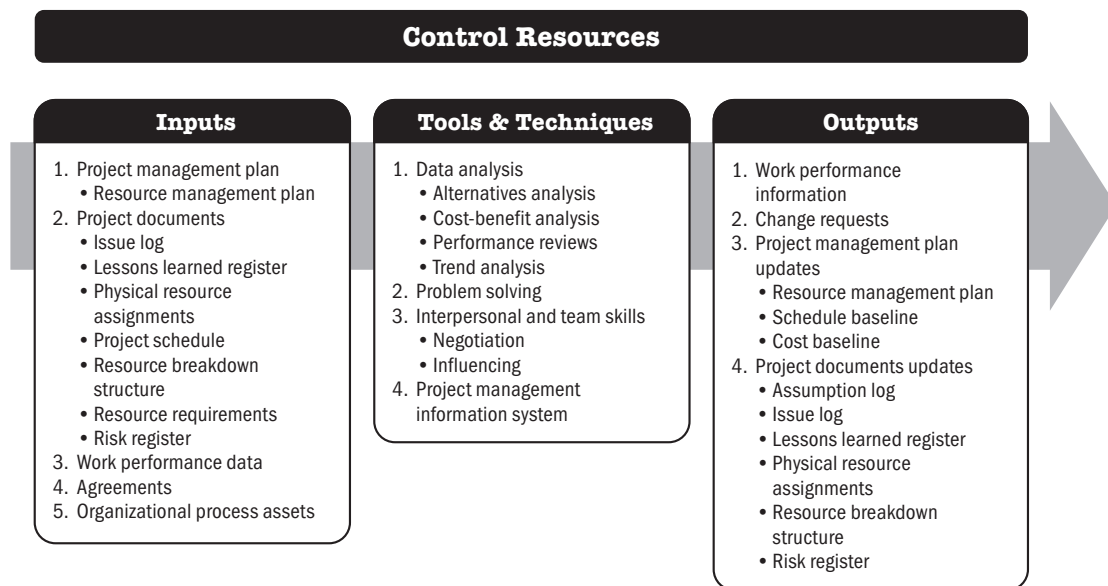 Control Resources
Inputs
1. Project management plan
• Resource management plan
2. Project documents
• Issue log
• Lessons learned register
• Physical resource
assignments
• Project schedule
• Resource breakdown
structure
• Resource requirements
• Risk register
3. Work performance data
4. Agreements
5. Organizational process assets
Tools & Techniques
1. Data analysis
• Alternatives analysis
• Cost-benefit analysis
• Performance reviews
• Trend analysis
2. Problem solving
3. Interpersonal and team skills
• Negotiation
• Influencing
4. Project management
information system
Outputs
1. Work performance
information
2. Change requests
3. Project management plan
updates
• Resource management plan
• Schedule baseline
• Cost baseline
4. Project documents updates
• Assumption log
• Issue log
• Lessons learned register
• Physical resource
assignments
• Resource breakdown
structure
• Risk register